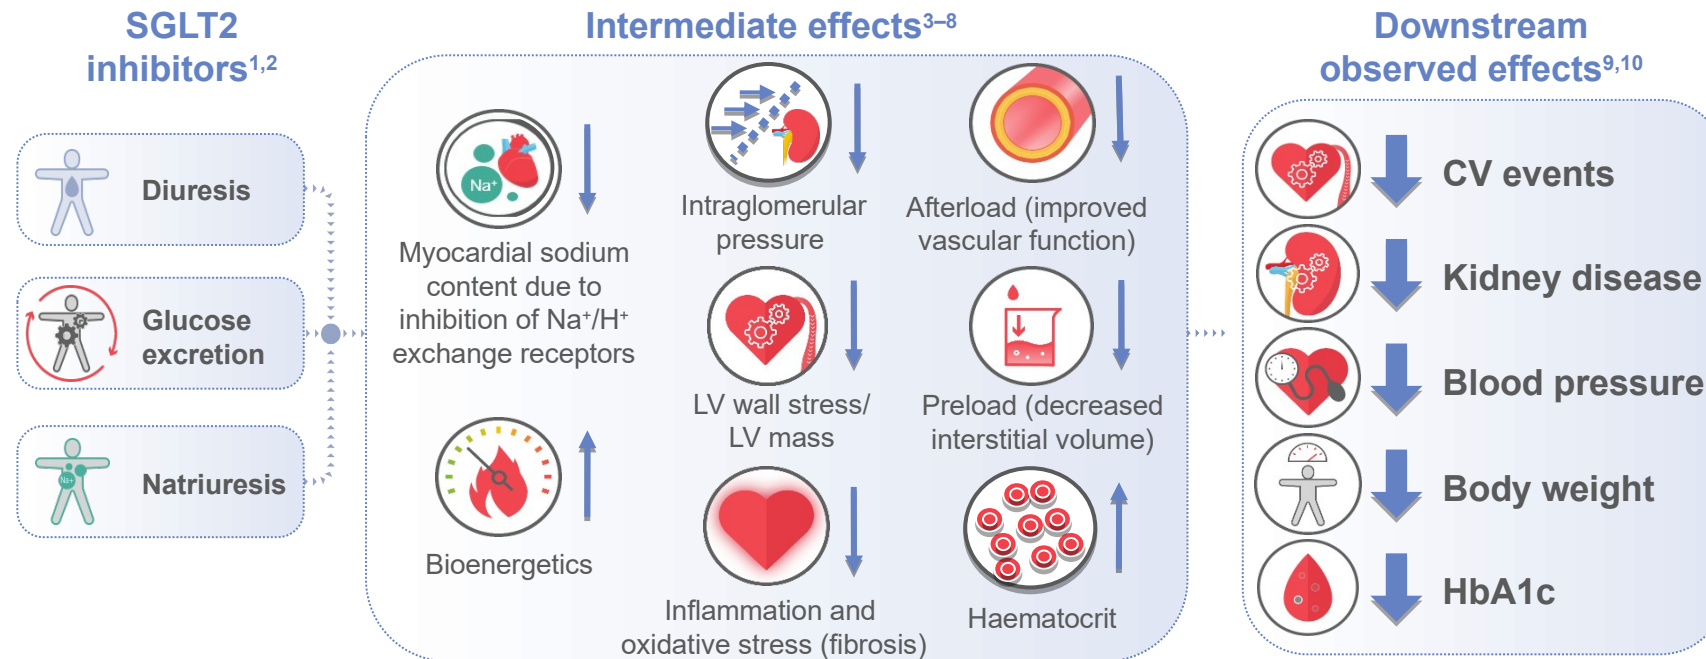 SGLT2
inhibitors¹,²
Diuresis
Glucose
excretion
Na+
Natriuresis
Intermediate effects³⁻⁸
Na⁺
Myocardial sodium
content due to
inhibition of Na⁺/H⁺
exchange receptors
Bioenergetics
Intraglomerular
pressure
LV wall stress/
LV mass
Inflammation and
oxidative stress (fibrosis)
Afterload (improved
vascular function)
Preload (decreased
interstitial volume)
Haematocrit
Downstream
observed effects⁹,¹⁰
CV events
Kidney disease
Blood pressure
Body weight
HbA1c